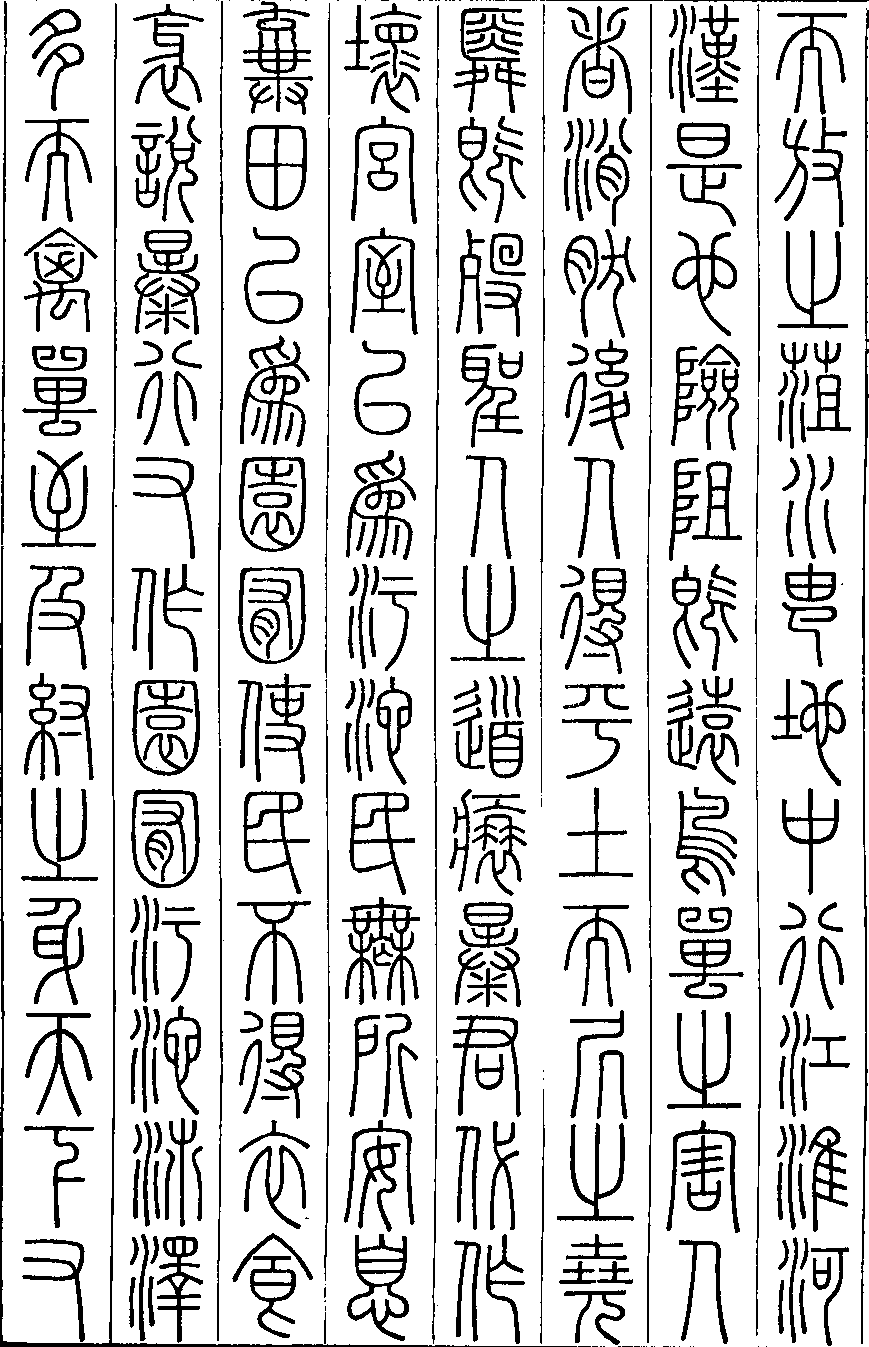 而放之菹水由地中行江淮河
漢是也險阻既遠鳥獸之害人
者消然後人得平土而居之堯
舜既歿聖人之道衰暴君代作
壞宮室以為汙池民無所安息
棄田以為園囿使民不得衣食
衺說暴行又作園囿汙池沛澤
多而禽獸至及紂之身天下又